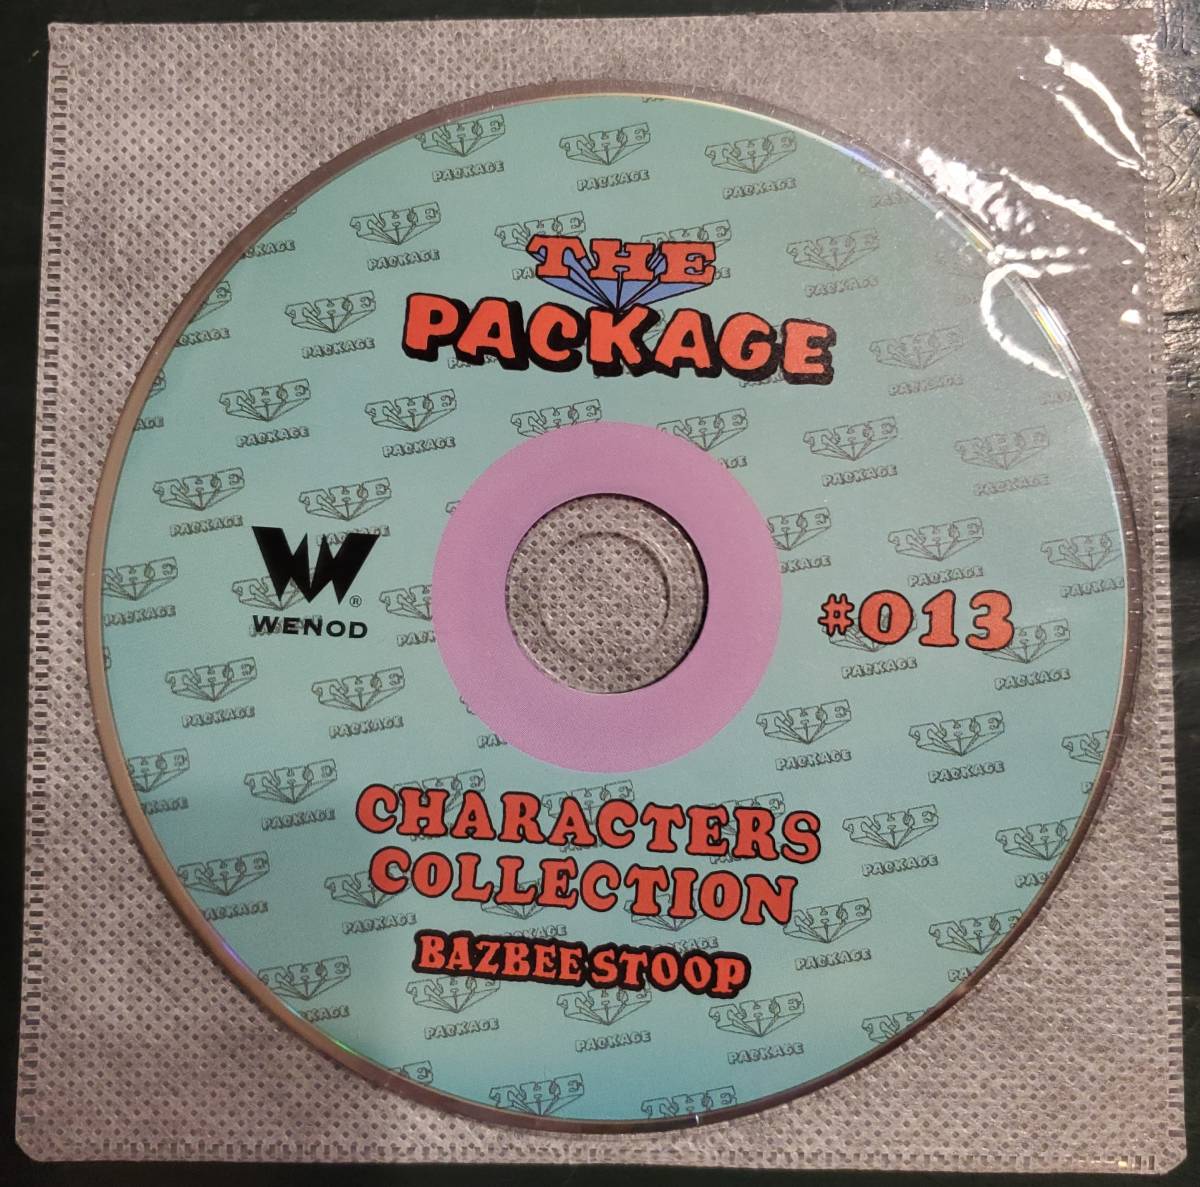 THE
PACKAGE
WENOD
®
#013
CHARACTERS
COLLECTION
BAZBEE STOOP